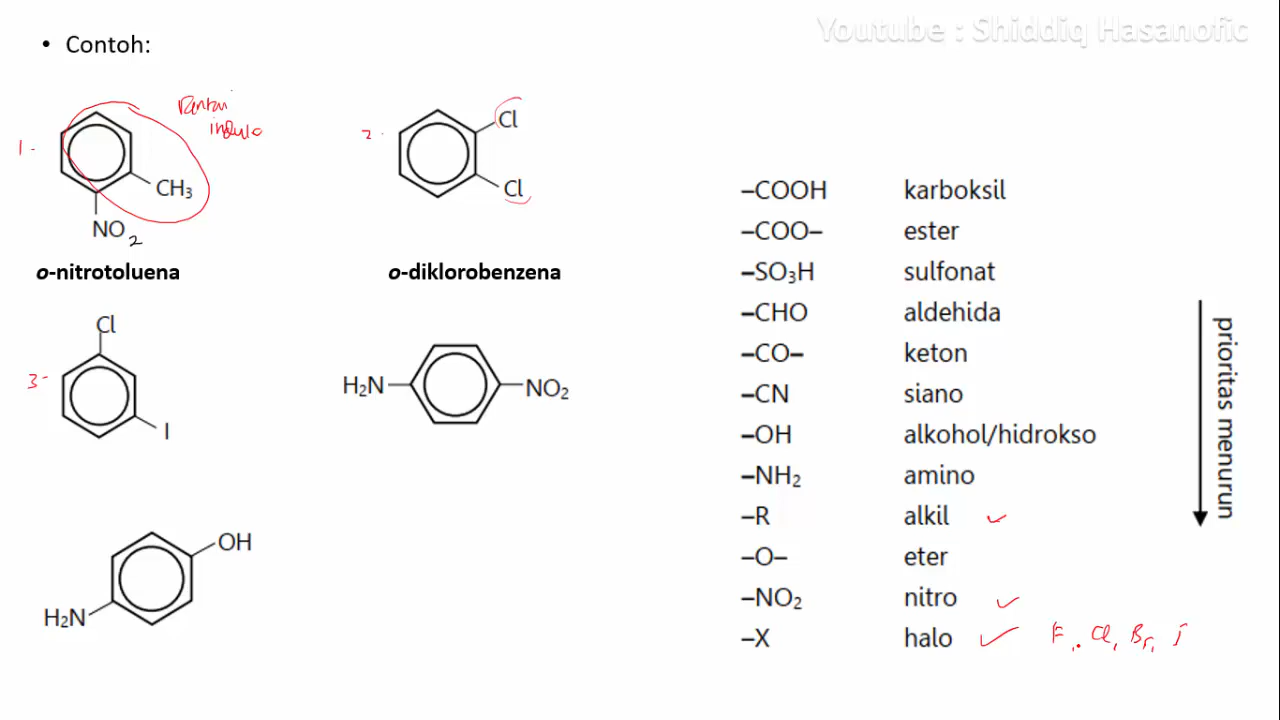 Youtube : Shiddiq Hasanofic
• Contoh:
1-
CH₃
NO₂
o-nitrotoluena
2.
Cl
Cl
o-diklorobenzena
3-
Cl
I
H₂N
NO₂
OH
H₂N
–COOH karboksil
–COO– ester
–SO₃H sulfonat
–CHO aldehida
–CO– keton
–CN siano
–OH alkohol/hidrokso
–NH₂ amino
–R alkil
–O– eter
–NO₂ nitro
–X halo F, Cl, Br, I
prioritas menurun